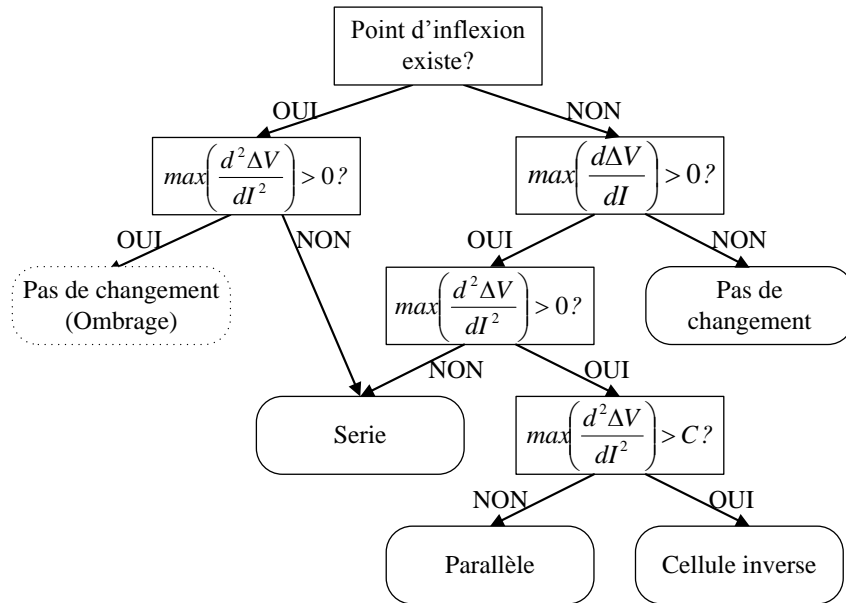 Point d'inflexion
existe?
OUI
NON
max(d²ΔV/dI²) > 0 ?
max(dΔV/dI) > 0 ?
OUI
NON
OUI
NON
Pas de changement
(Ombrage)
max(d²ΔV/dI²) > 0 ?
Pas de
changement
NON
OUI
Serie
max(d²ΔV/dI²) > C ?
NON
OUI
Parallèle
Cellule inverse